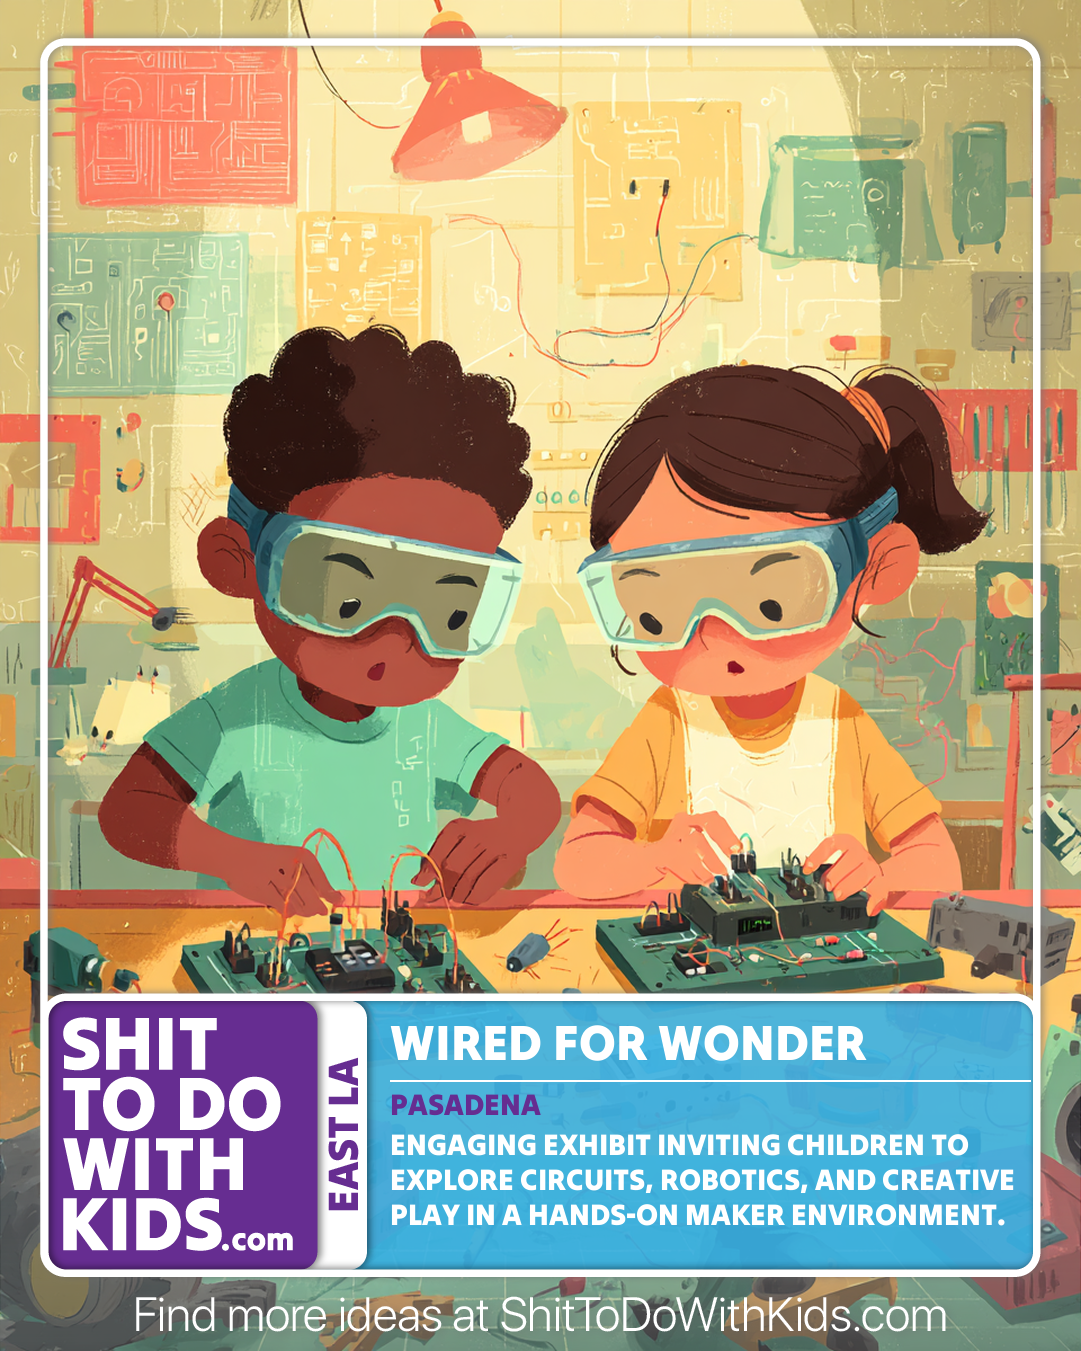 SHIT
TO DO
WITH
KIDS.com
EAST LA
WIRED FOR WONDER
PASADENA
ENGAGING EXHIBIT INVITING CHILDREN TO
EXPLORE CIRCUITS, ROBOTICS, AND CREATIVE
PLAY IN A HANDS-ON MAKER ENVIRONMENT.
Find more ideas at ShitToDoWithKids.com